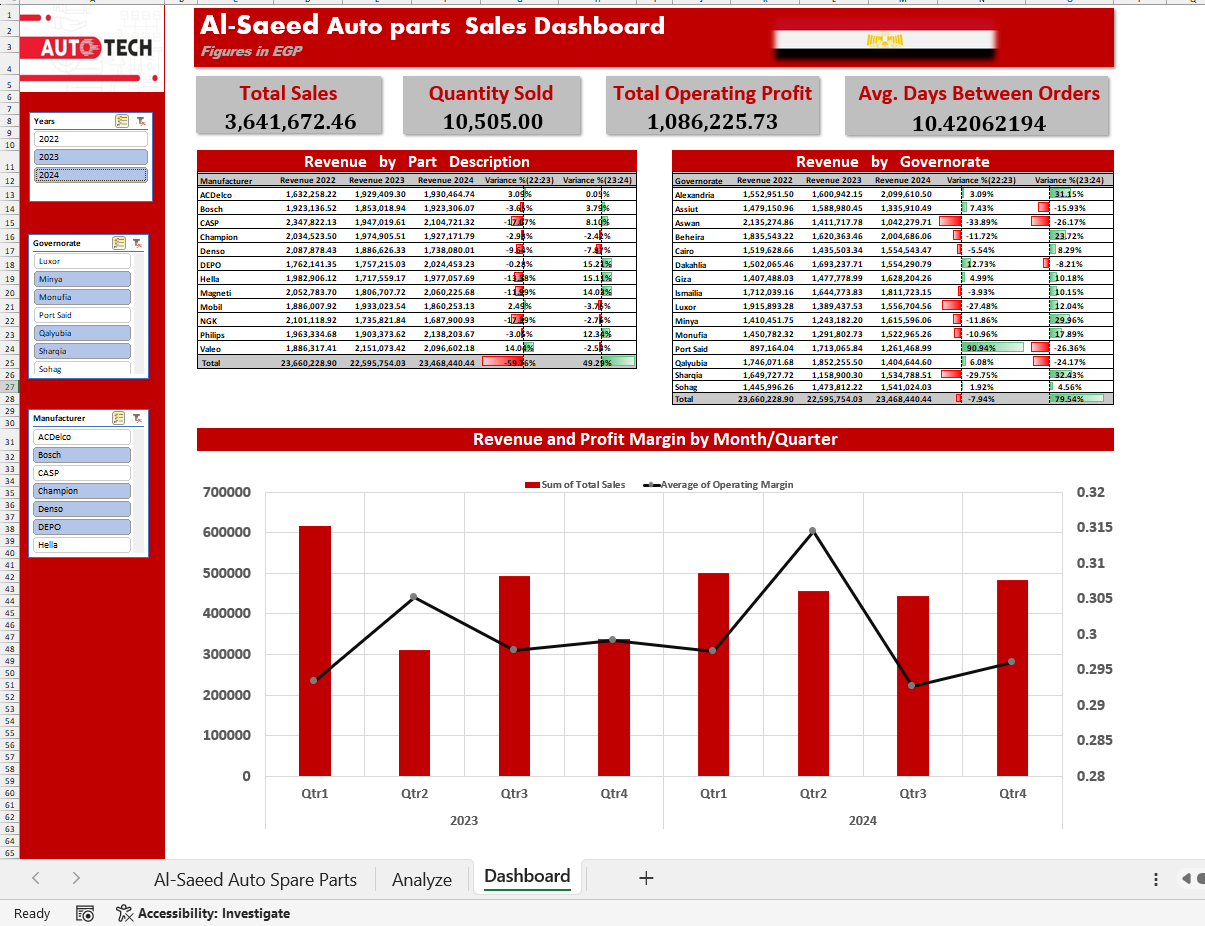 Al-Saeed Auto parts Sales Dashboard
Figures in EGP
AUTO TECH
Total Sales
3,641,672.46
Quantity Sold
10,505.00
Total Operating Profit
1,086,225.73
Avg. Days Between Orders
10.42062194
Years
2022
2023
2024
Governorate
Luxor
Minya
Monufia
Port Said
Qalyubia
Sharqia
Sohag
Manufacturer
ACDelco
Bosch
CASP
Champion
Denso
DEPO
Hella
Revenue by Part Description
Manufacturer Revenue 2022 Revenue 2023 Revenue 2024 Variance %(22:23) Variance %(23:24)
ACDelco 1,632,258.22 1,929,409.30 1,930,464.74 3.09% 0.05%
Bosch 1,923,136.52 1,853,018.94 1,923,306.07 -3.65% 3.79%
CASP 2,347,822.13 1,947,019.61 2,104,721.32 -17.07% 8.10%
Champion 2,034,523.50 1,974,905.51 1,927,171.79 -2.93% -2.42%
Denso 2,087,878.43 1,886,626.33 1,738,080.01 -9.64% -7.87%
DEPO 1,762,141.35 1,757,215.03 2,024,453.23 -0.28% 15.21%
Hella 1,982,906.12 1,717,559.17 1,977,057.69 -13.38% 15.11%
Magneti 2,052,783.70 1,806,707.72 2,060,225.68 -11.99% 14.03%
Mobil 1,886,007.92 1,933,023.54 1,860,253.13 2.49% -3.76%
NGK 2,101,118.92 1,735,821.84 1,687,900.93 -17.39% -2.76%
Philips 1,963,334.68 1,903,373.62 2,138,203.67 -3.05% 12.34%
Valeo 1,886,317.41 2,151,073.42 2,096,602.18 14.04% -2.53%
Total 23,660,228.90 22,595,754.03 23,468,440.44 49.29%
Revenue by Governorate
Governorate Revenue 2022 Revenue 2023 Revenue 2024 Variance %(22:23) Variance %(23:24)
Alexandria 1,552,951.50 1,600,942.15 2,099,610.50 3.09% 31.15%
Assiut 1,479,150.96 1,588,980.45 1,335,910.49 7.43% -15.93%
Aswan 2,135,274.86 1,411,717.78 1,042,279.71 -33.89% -26.17%
Beheira 1,835,543.22 1,620,363.46 2,004,686.06 -11.72% 23.72%
Cairo 1,519,628.66 1,435,503.34 1,554,543.47 -5.54% 8.29%
Dakahlia 1,502,065.46 1,693,237.71 1,554,290.79 12.73% -8.21%
Giza 1,407,488.03 1,477,778.99 1,628,204.26 4.99% 10.18%
Ismailia 1,712,039.16 1,644,773.83 1,811,723.15 -3.93% 10.15%
Luxor 1,915,893.28 1,389,437.53 1,556,704.56 -27.48% 12.04%
Minya 1,410,451.75 1,243,182.20 1,615,596.06 -11.86% 29.96%
Monufia 1,450,782.32 1,291,802.73 1,522,965.26 -10.96% 17.89%
Port Said 897,164.04 1,713,065.84 1,261,468.99 90.94% -26.36%
Qalyubia 1,746,071.68 1,852,255.50 1,404,644.60 6.08% -24.17%
Sharqia 1,649,727.72 1,158,900.30 1,534,788.51 -29.75% 32.43%
Sohag 1,445,996.26 1,473,812.22 1,541,024.03 1.92% 4.56%
Total 23,660,228.90 22,595,754.03 23,468,440.44 -7.94% 79.54%
Revenue and Profit Margin by Month/Quarter
Sum of Total Sales Average of Operating Margin
700000 0.32
600000 0.315
500000 0.31
400000 0.305
300000 0.3
200000 0.295
100000 0.29
0 0.285
0.28
Qtr1 Qtr2 Qtr3 Qtr4 Qtr1 Qtr2 Qtr3 Qtr4
2023 2024
Al-Saeed Auto Spare Parts Analyze Dashboard
Ready Accessibility: Investigate